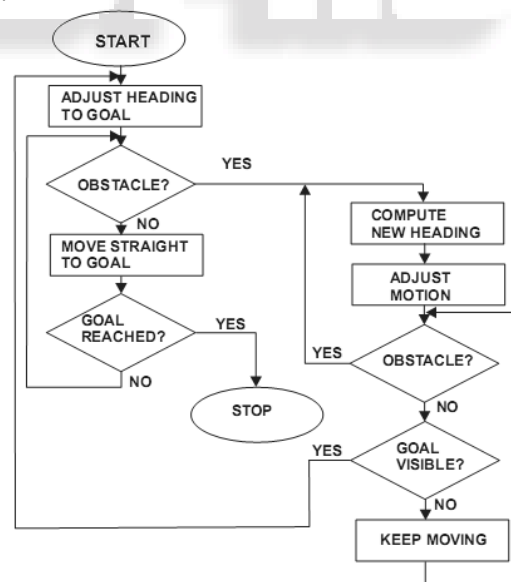 START
ADJUST HEADING
TO GOAL
OBSTACLE?
YES
NO
MOVE STRAIGHT
TO GOAL
GOAL
REACHED?
YES
NO
STOP
COMPUTE
NEW HEADING
ADJUST
MOTION
OBSTACLE?
YES
NO
GOAL
VISIBLE?
YES
NO
KEEP MOVING